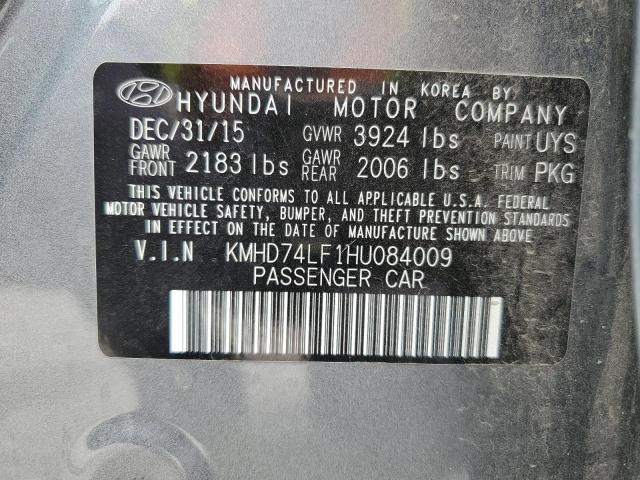 MANUFACTURED IN KOREA BY:
HYUNDAI MOTOR COMPANY
DEC/31/15 GVWR 3924 lbs PAINT UYS
GAWR FRONT 2183 lbs GAWR REAR 2006 lbs TRIM PKG
THIS VEHICLE CONFORMS TO ALL APPLICABLE U.S.A. FEDERAL
MOTOR VEHICLE SAFETY, BUMPER, AND THEFT PREVENTION STANDARDS
IN EFFECT ON THE DATE OF MANUFACTURE SHOWN ABOVE.
V.I.N KMHD74LF1HU084009
PASSENGER CAR